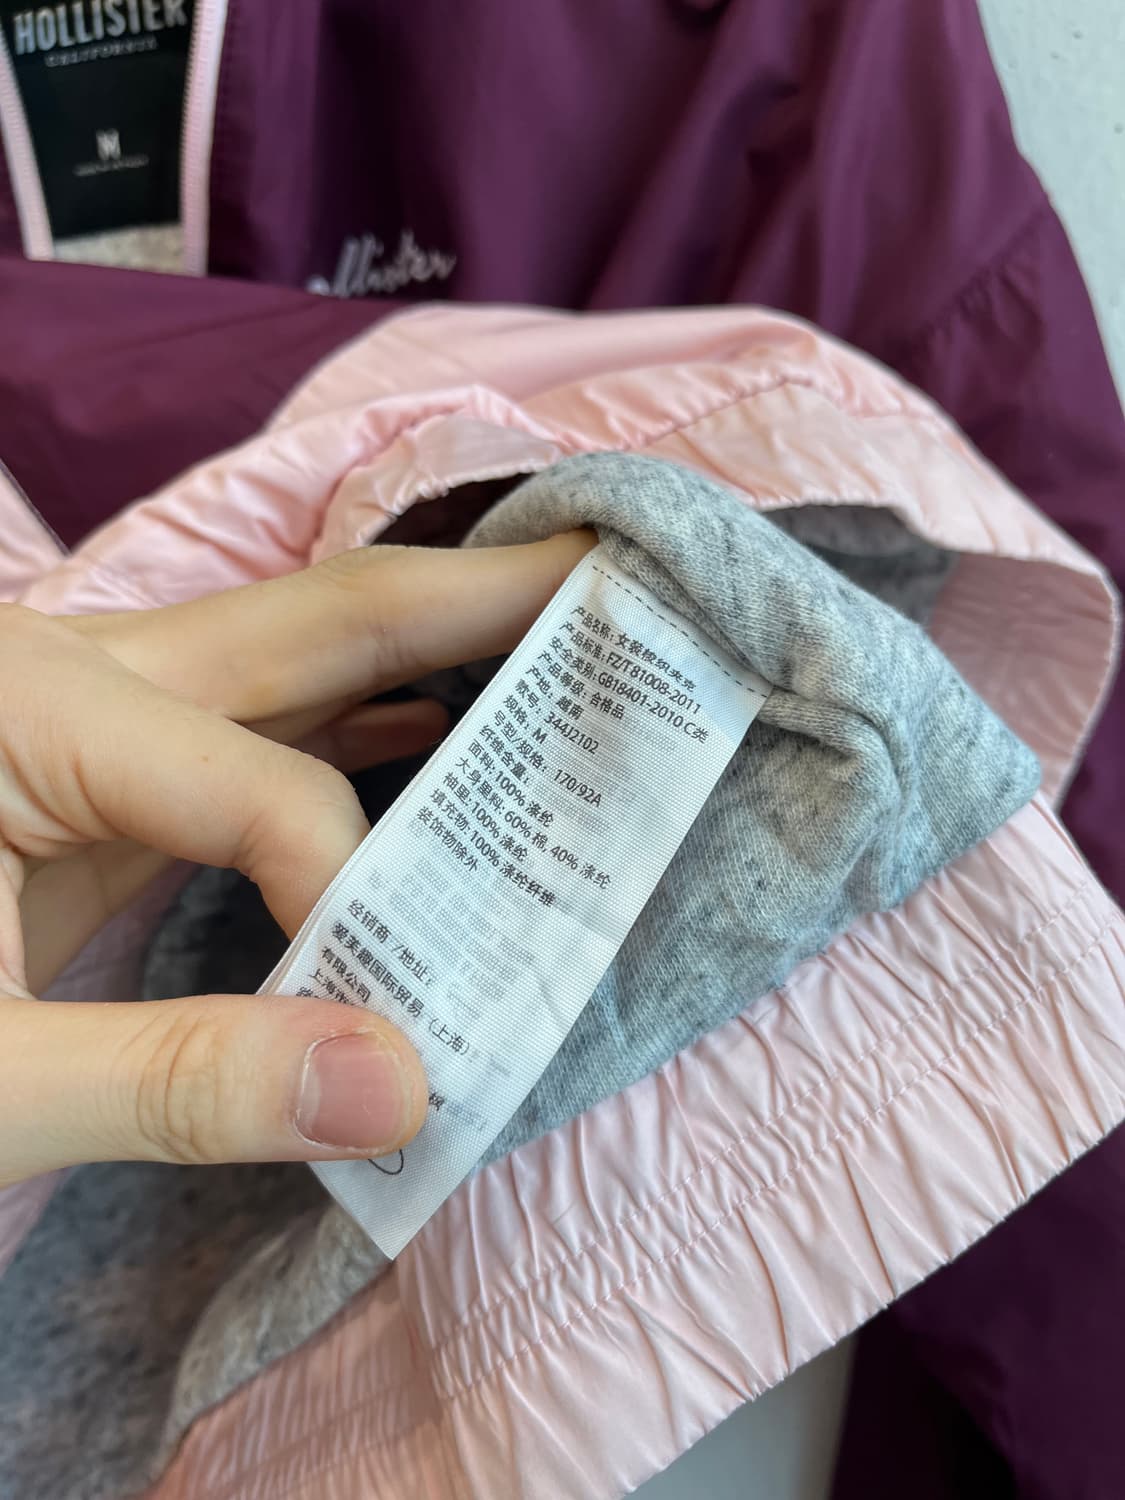 HOLLISTER
CALIFORNIA
M
ollister
产品名称: 女装梭织夹克
产品标准: FZ/T 81008-2011
安全类别: GB18401-2010 C类
产品等级: 合格品
产地: 越南
款号: 344J2102
规格: M
号型/规格: 170/92A
纤维含量:
面料: 100% 涤纶
大身里料: 60% 棉, 40% 涤纶
袖里: 100% 涤纶
填充物: 100% 涤纶纤维
装饰物除外
经销商 /地址:
爱芙趣国际贸易 (上海)
有限公司
上海市